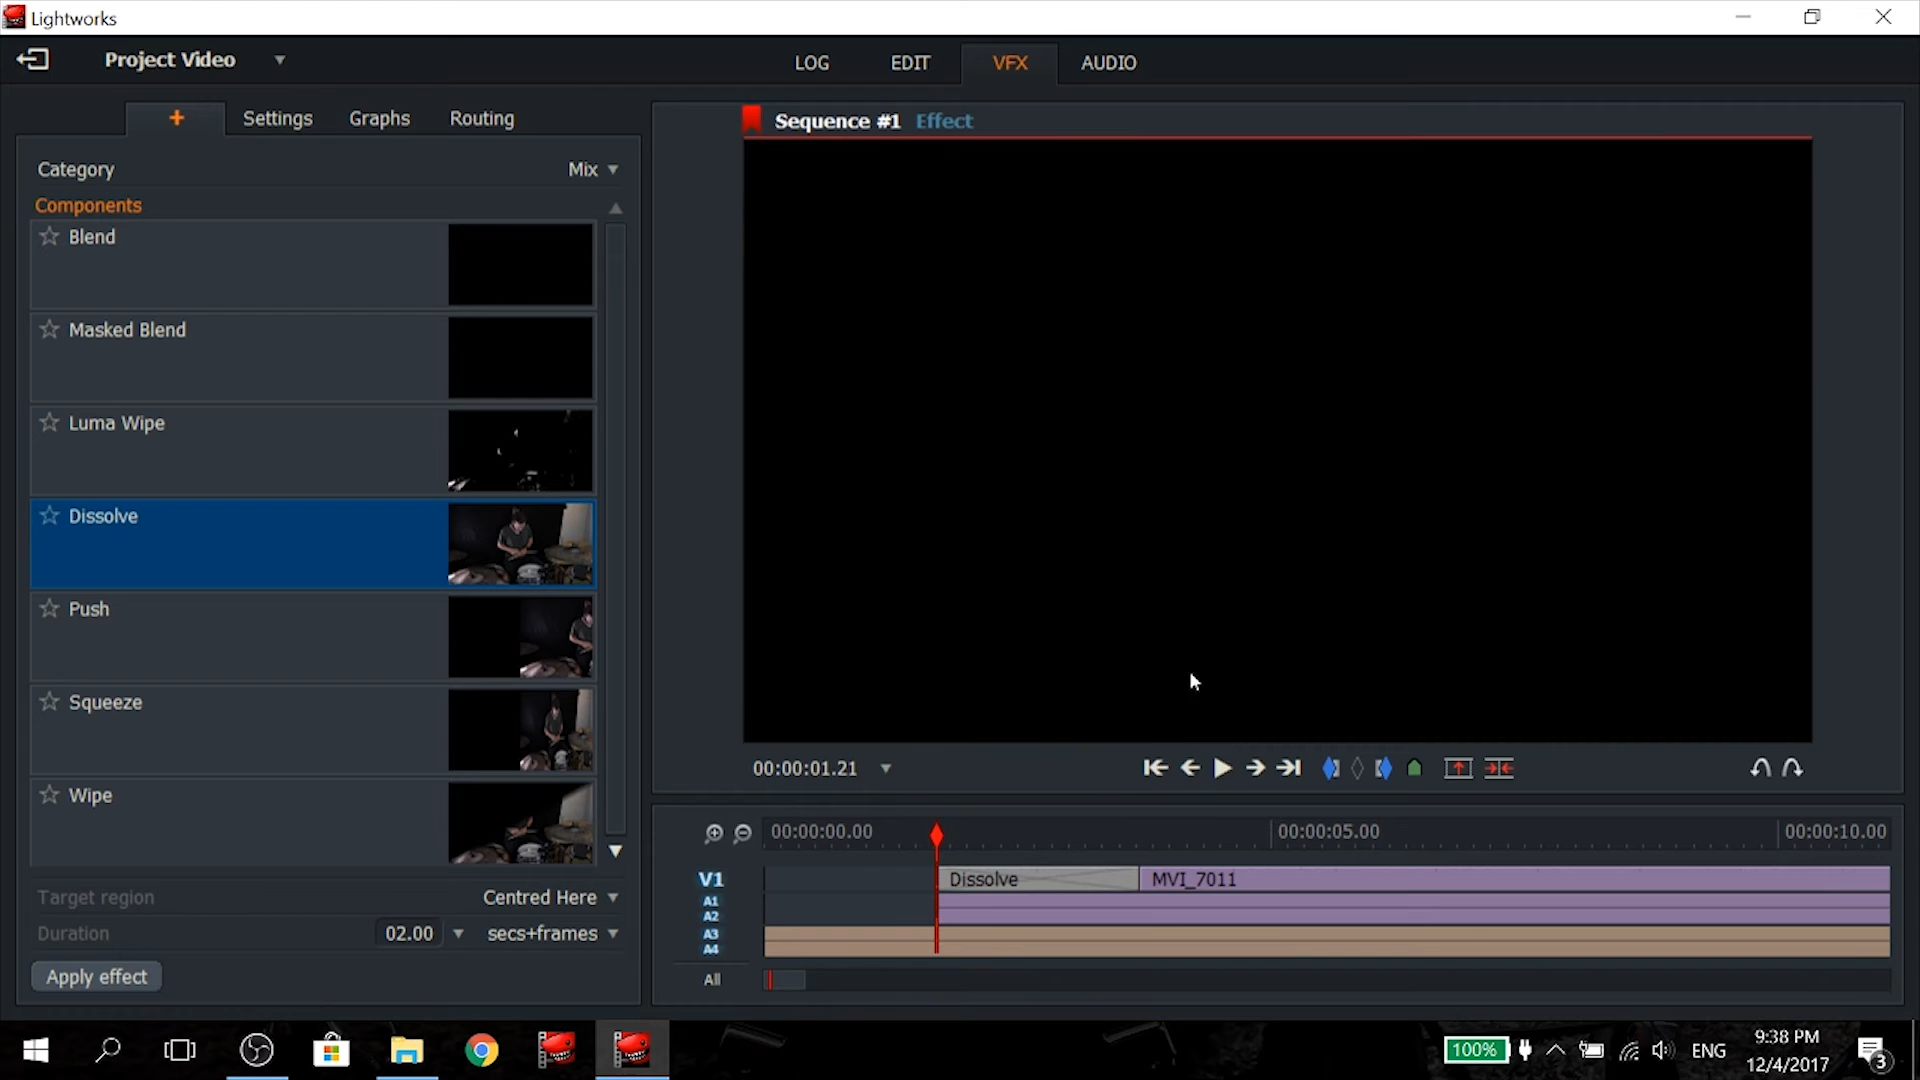 Lightworks
Project Video
LOG EDIT VFX AUDIO
+ Settings Graphs Routing
Category Mix
Components
Blend
Masked Blend
Luma Wipe
Dissolve
Push
Squeeze
Wipe
Target region Centred Here
Duration 02.00 secs+frames
Apply effect
Sequence #1 Effect
00:00:01.21
00:00:00.00 00:00:05.00 00:00:10.00
V1 Dissolve MVI_7011
A1
A2
A3
A4
All
100% ENG 9:38 PM
12/4/2017
3